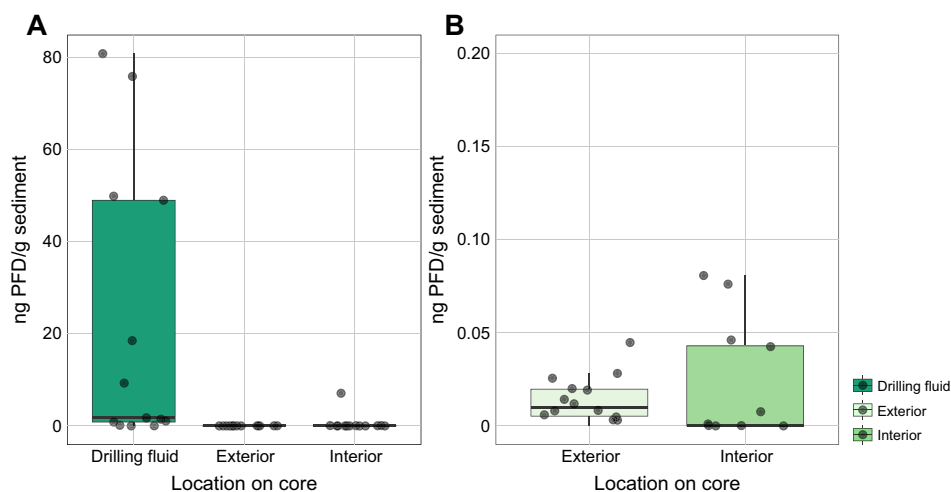 A
B
ng PFD/g sediment
80
60
40
20
0
Drilling fluid Exterior Interior
Location on core
ng PFD/g sediment
0.20
0.15
0.10
0.05
0
Exterior Interior
Location on core
Drilling fluid
Exterior
Interior